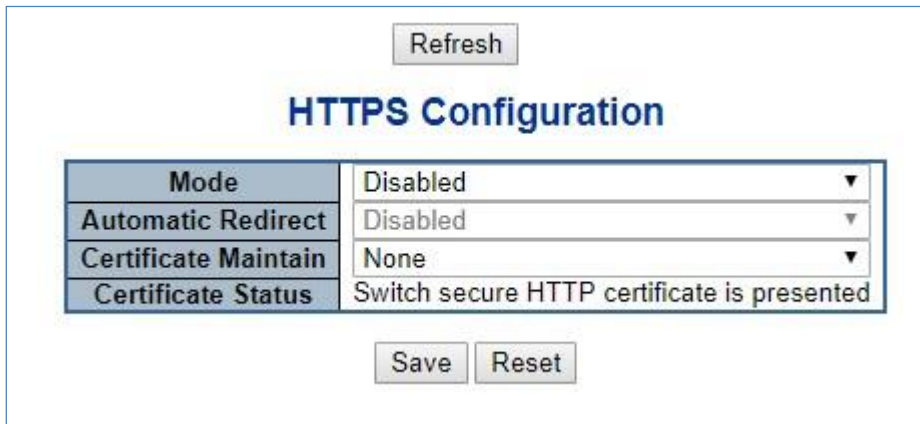 Refresh
HTTPS Configuration
Mode Disabled
Automatic Redirect Disabled
Certificate Maintain None
Certificate Status Switch secure HTTP certificate is presented
Save Reset